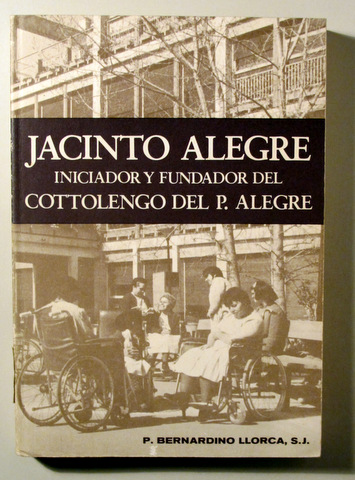 JACINTO ALEGRE
INICIADOR Y FUNDADOR DEL
COTTOLENGO DEL P. ALEGRE
P. BERNARDINO LLORCA, S.J.